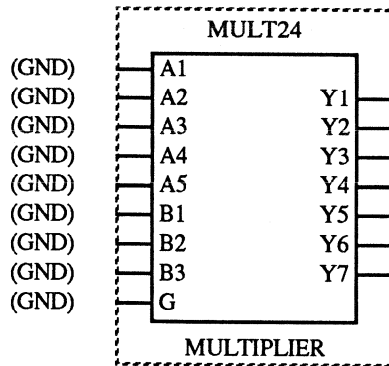 MULT24
(GND) A1
(GND) A2 Y1
(GND) A3 Y2
(GND) A4 Y3
(GND) A5 Y4
(GND) B1 Y5
(GND) B2 Y6
(GND) B3 Y7
(GND) G
MULTIPLIER